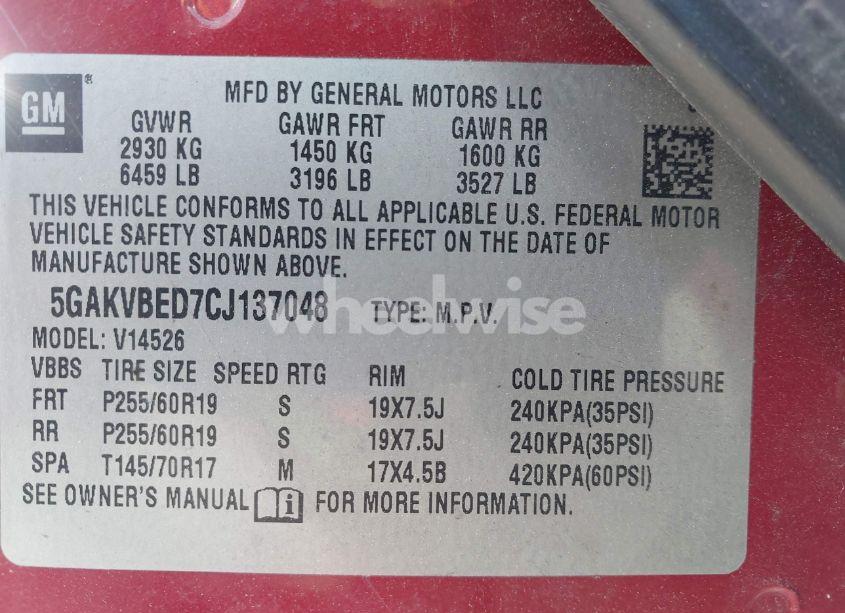 GM®
MFD BY GENERAL MOTORS LLC
GVWR GAWR FRT GAWR RR
2930 KG 1450 KG 1600 KG
6459 LB 3196 LB 3527 LB
THIS VEHICLE CONFORMS TO ALL APPLICABLE U.S. FEDERAL MOTOR
VEHICLE SAFETY STANDARDS IN EFFECT ON THE DATE OF
MANUFACTURE SHOWN ABOVE.
5GAKVBED7CJ137048 TYPE: M.P.V.
wheelwise
MODEL: V14526
VBBS TIRE SIZE SPEED RTG RIM COLD TIRE PRESSURE
FRT P255/60R19 S 19X7.5J 240KPA(35PSI)
RR P255/60R19 S 19X7.5J 240KPA(35PSI)
SPA T145/70R17 M 17X4.5B 420KPA(60PSI)
SEE OWNER'S MANUAL i FOR MORE INFORMATION.